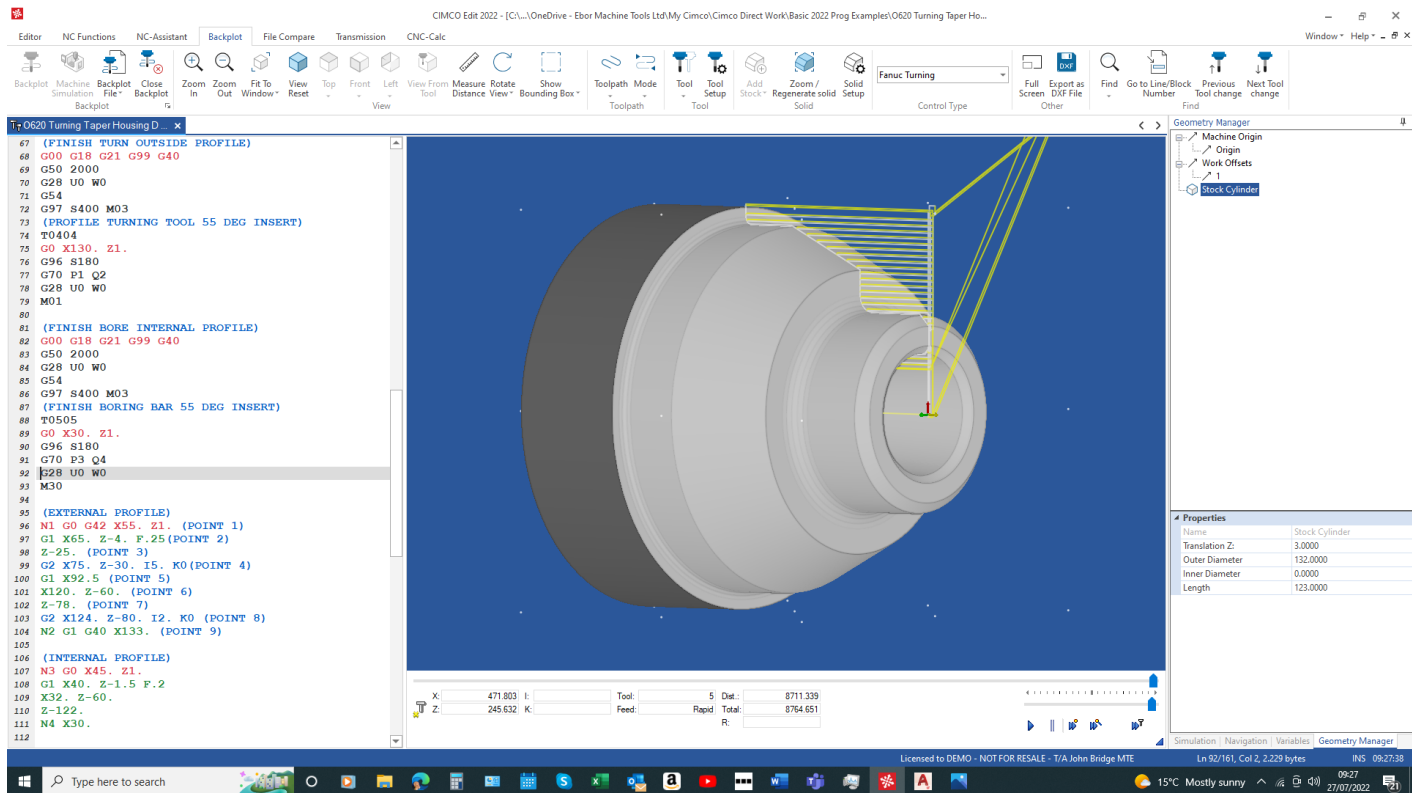 CIMCO Edit 2022 - [C:\...\OneDrive - Ebor Machine Tools Ltd\My Cimco\Cimco Direct Work\Basic 2022 Prog Examples\O620 Turning Taper Ho...
Editor NC Functions NC-Assistant Backplot File Compare Transmission CNC-Calc Window Help
Backplot Machine Simulation Backplot File Close Backplot Zoom In Zoom Out Fit To Window View Reset Top Front Left View From Tool Measure Distance Rotate View Show Bounding Box Toolpath Mode Tool Tool Setup Add Stock Zoom / Regenerate solid Solid Setup Fanuc Turning Full Screen Export as DXF File Find Go to Line/Block Number Previous Tool change Next Tool change
DXF
Backplot View Toolpath Tool Solid Control Type Other Find
O620 Turning Taper Housing D ...
67 (FINISH TURN OUTSIDE PROFILE)
68 G00 G18 G21 G99 G40
69 G50 2000
70 G28 U0 W0
71 G54
72 G97 S400 M03
73 (PROFILE TURNING TOOL 55 DEG INSERT)
74 T0404
75 G0 X130. Z1.
76 G96 S180
77 G70 P1 Q2
78 G28 U0 W0
79 M01
80
81 (FINISH BORE INTERNAL PROFILE)
82 G00 G18 G21 G99 G40
83 G50 2000
84 G28 U0 W0
85 G54
86 G97 S400 M03
87 (FINISH BORING BAR 55 DEG INSERT)
88 T0505
89 G0 X30. Z1.
90 G96 S180
91 G70 P3 Q4
92 G28 U0 W0
93 M30
94
95 (EXTERNAL PROFILE)
96 N1 G0 G42 X55. Z1. (POINT 1)
97 G1 X65. Z-4. F.25(POINT 2)
98 Z-25. (POINT 3)
99 G2 X75. Z-30. I5. K0(POINT 4)
100 G1 X92.5 (POINT 5)
101 X120. Z-60. (POINT 6)
102 Z-78. (POINT 7)
103 G2 X124. Z-80. I2. K0 (POINT 8)
104 N2 G1 G40 X133. (POINT 9)
105
106 (INTERNAL PROFILE)
107 N3 G0 X45. Z1.
108 G1 X40. Z-1.5 F.2
109 X32. Z-60.
110 Z-122.
111 N4 X30.
112
X: 471.803 I: Tool: 5 Dist.: 8711.339
Z: 245.632 K: Feed: Rapid Total: 8764.651
R:
Geometry Manager
Machine Origin
Origin
Work Offsets
1
Stock Cylinder
Properties
Name Stock Cylinder
Translation Z: 3.0000
Outer Diameter 132.0000
Inner Diameter 0.0000
Length 123.0000
Simulation Navigation Variables Geometry Manager
Licensed to DEMO - NOT FOR RESALE - T/A John Bridge MTE Ln 92/161, Col 2, 2.229 bytes INS 09:27:38
Type here to search
15°C Mostly sunny
09:27
27/07/2022
21